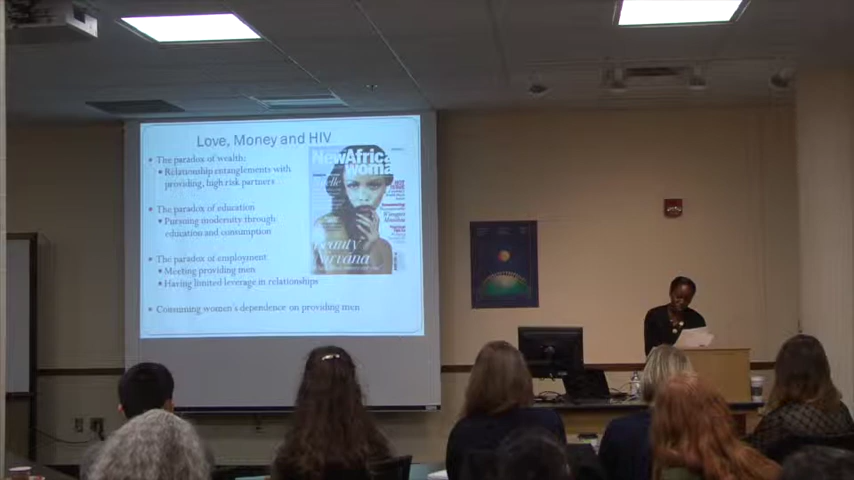 Love, Money and HIV
• The paradox of wealth:
• Relationship entanglements with
providing, high risk partners
• The paradox of education
• Pursuing modernity through
education and consumption
• The paradox of employment
• Meeting providing men
• Having limited leverage in relationships
• Consuming women's dependence on providing men
NewAfrica
woma
Beauty
Nirvana